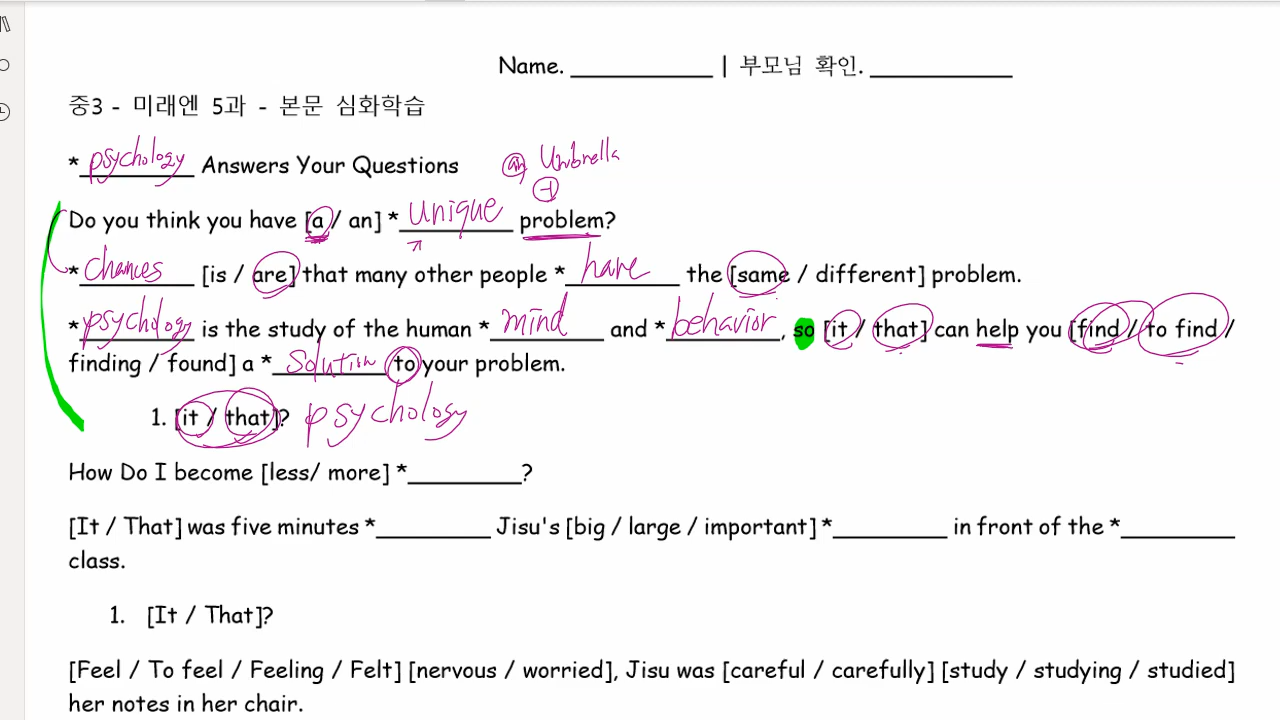 Name. ____________ | 부모님 확인. ____________
중3 - 미래엔 5과 - 본문 심화학습
* psychology Answers Your Questions an Umbrella
Do you think you have [a / an] * unique problem?
* chances [is / are] that many other people * have the [same / different] problem.
* psychology is the study of the human * mind and * behavior, so [it / that] can help you [find / to find /
finding / found] a * solution to your problem.
1. [it / that]? psychology
How Do I become [less/ more] *__________?
[It / That] was five minutes *__________ Jisu's [big / large / important] *__________ in front of the *__________
class.
1. [It / That]?
[Feel / To feel / Feeling / Felt] [nervous / worried], Jisu was [careful / carefully] [study / studying / studied]
her notes in her chair.